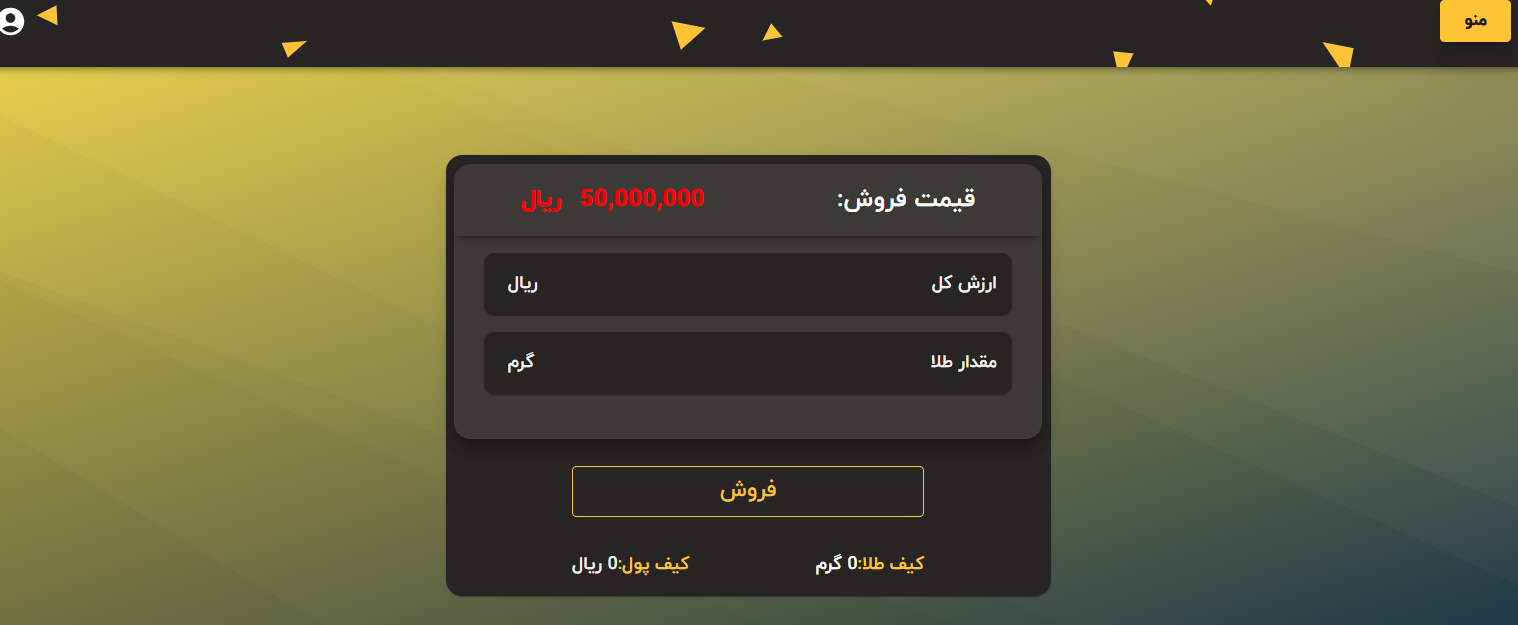 منو
قیمت فروش: 50,000,000 ریال
ارزش کل ریال
مقدار طلا گرم
فروش
کیف طلا:0 گرم کیف پول:0 ریال